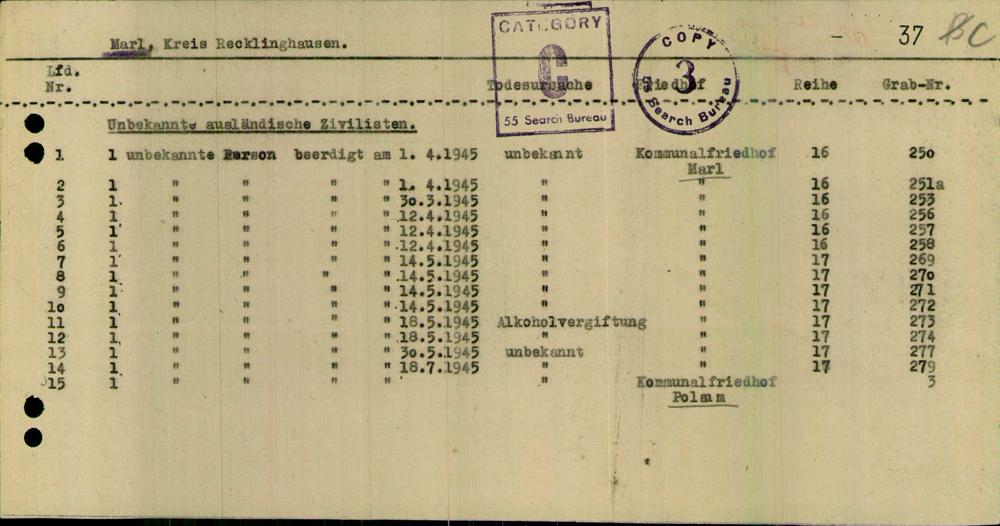 CATEGORY
C
55 Search Bureau
COPY
3
55 Search Bureau
37
Marl, Kreis Recklinghausen.
Lfd.
Nr. Todesursache Friedhof Reihe Grab-Nr.
Unbekannte ausländische Zivilisten.
1 1 unbekannte Person beerdigt am 1. 4.1945 unbekannt Kommunalfriedhof 16 25o
Marl
2 1 " " " " 1. 4.1945 " " 16 251a
3 1 " " " " 3o.3.1945 " " 16 253
4 1 " " " " 12.4.1945 " " 16 256
5 1 " " " " 12.4.1945 " " 16 257
6 1 " " " " 12.4.1945 " " 16 258
7 1 " " " " 14.5.1945 " " 17 269
8 1 " " " " 14.5.1945 " " 17 27o
9 1 " " " " 14.5.1945 " " 17 271
1o 1 " " " " 14.5.1945 " " 17 272
11 1 " " " " 18.5.1945 Alkoholvergiftung " 17 273
12 1 " " " " 18.5.1945 " " 17 274
13 1 " " " " 3o.5.1945 unbekannt " 17 277
14 1 " " " " 18.7.1945 " " 17 279
15 1 " " " " " Kommunalfriedhof 3
Polsum